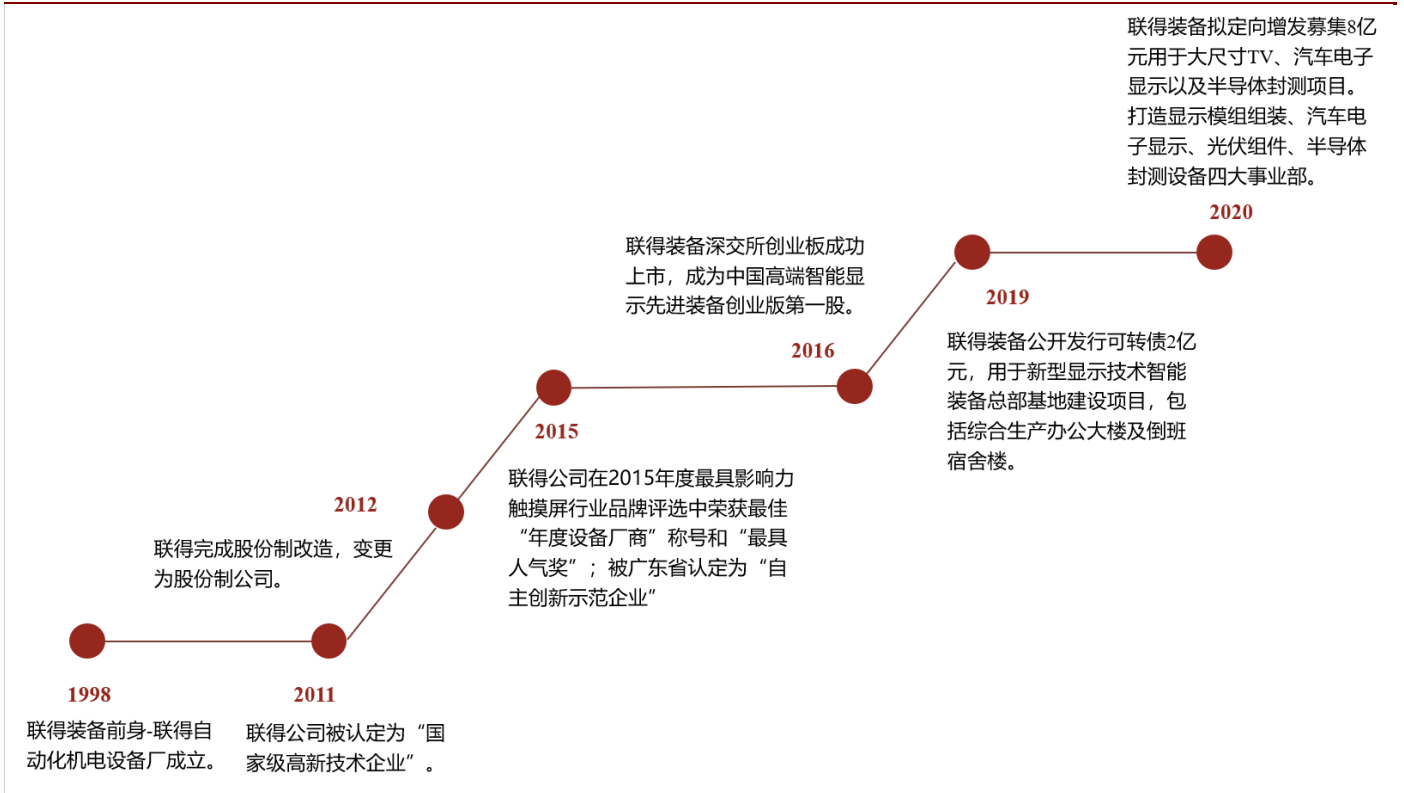 1998
联得装备前身-联得自
动化机电设备厂成立。
2011
联得公司被认定为“国
家级高新技术企业”。
2012
联得完成股份制改造，变更
为股份制公司。
2015
联得公司在2015年度最具影响力
触摸屏行业品牌评选中荣获最佳
“年度设备厂商”称号和“最具
人气奖”；被广东省认定为“自
主创新示范企业”
联得装备深交所创业板成功
上市，成为中国高端智能显
示先进装备创业版第一股。
2016
2019
联得装备公开发行可转债2亿
元，用于新型显示技术智能
装备总部基地建设项目，包
括综合生产办公大楼及倒班
宿舍楼。
联得装备拟定向增发募集8亿
元用于大尺寸TV、汽车电子
显示以及半导体封测项目。
打造显示模组组装、汽车电
子显示、光伏组件、半导体
封测设备四大事业部。
2020